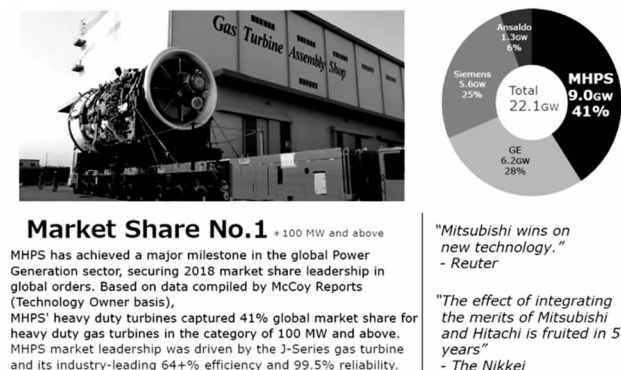 Gas Turbine Assembly Shop
Ansaldo
1.3GW
6%
Siemens
5.6GW
25%
Total
22.1GW
MHPS
9.0GW
41%
GE
6.2GW
28%
Market Share No.1 + 100 MW and above
MHPS has achieved a major milestone in the global Power
Generation sector, securing 2018 market share leadership in
global orders. Based on data compiled by McCoy Reports
(Technology Owner basis),
MHPS' heavy duty turbines captured 41% global market share for
heavy duty gas turbines in the category of 100 MW and above.
MHPS market leadership was driven by the J-Series gas turbine
and its industry-leading 64+% efficiency and 99.5% reliability.
“Mitsubishi wins on
new technology.”
- Reuter
“The effect of integrating
the merits of Mitsubishi
and Hitachi is fruited in 5
years”
- The Nikkei